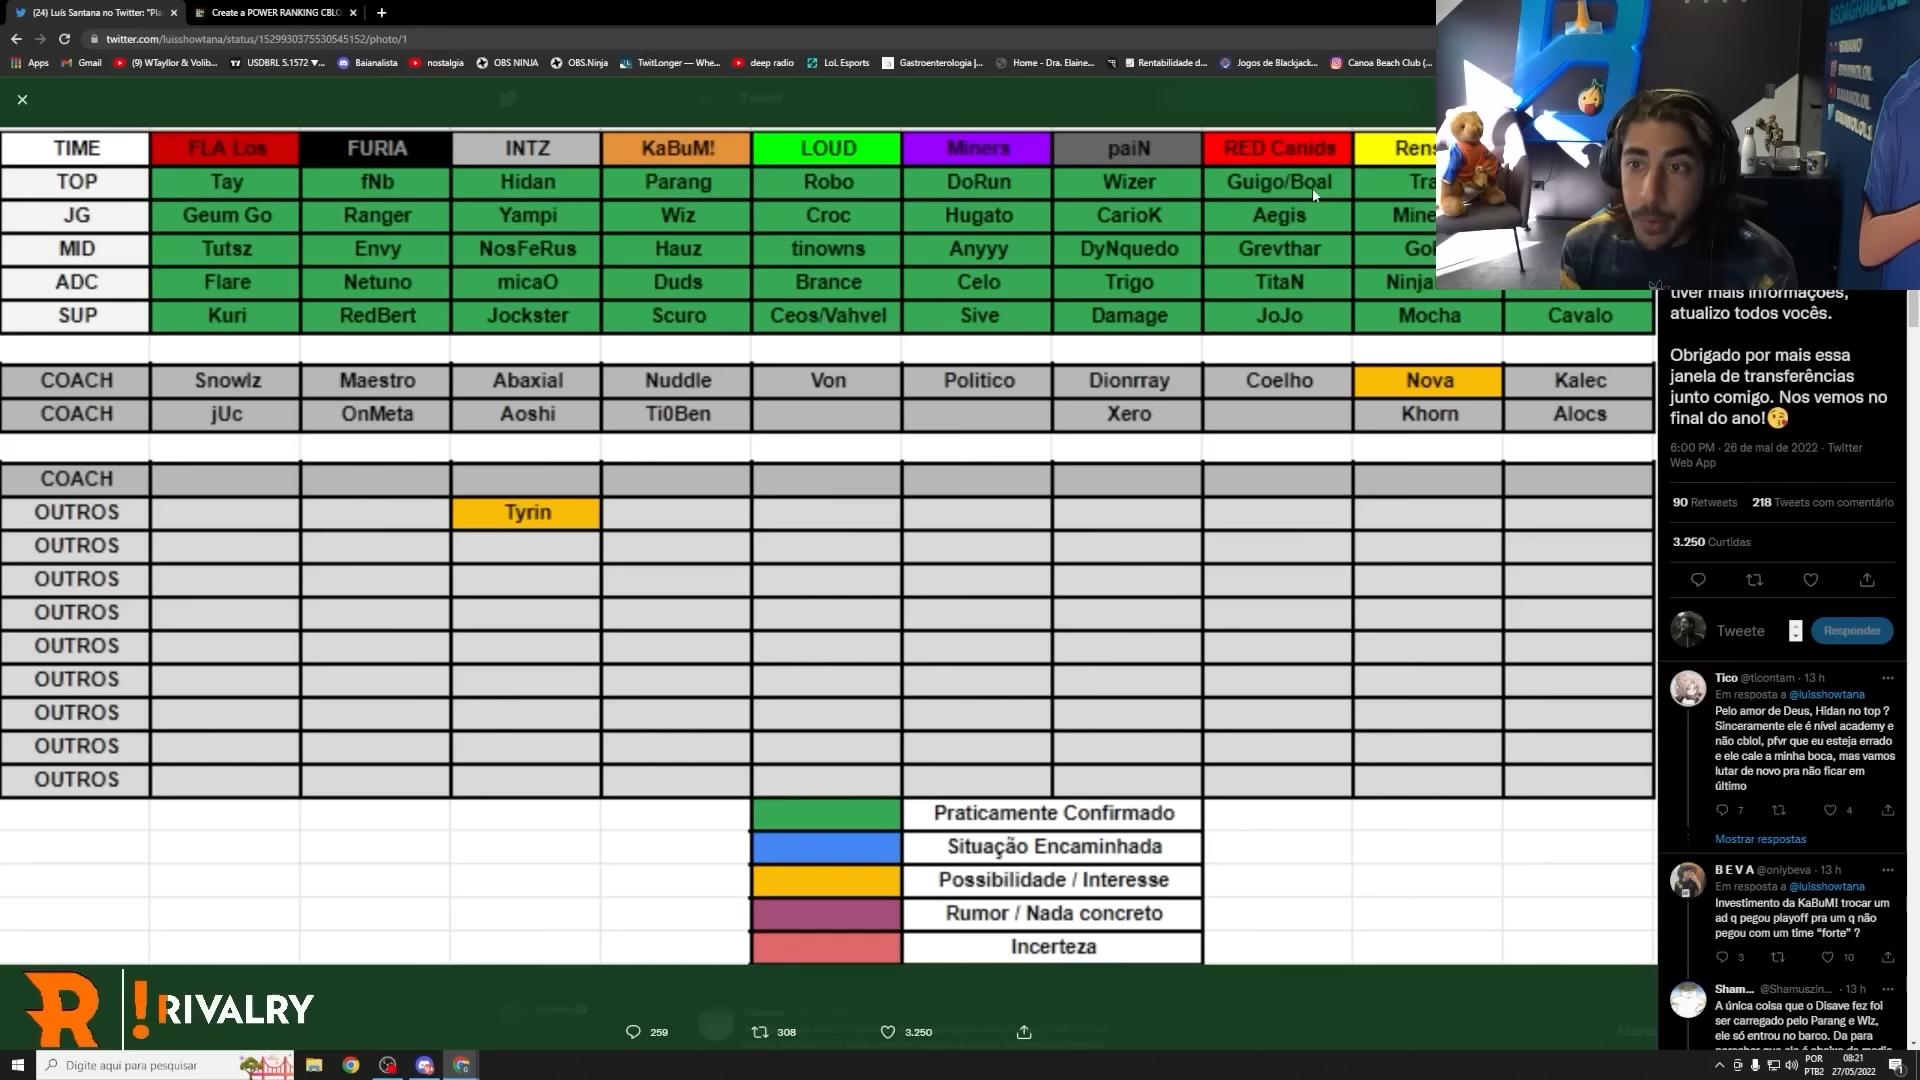 (24) Luís Santana no Twitter: "Pla
Create a POWER RANKING CBLO
twitter.com/luisshowtana/status/1529930375530545152/photo/1
Apps
Gmail
(9) WTayllor & Volib...
USDBRL 5.1572 ▼...
Baianalista
nostalgia
OBS NINJA
OBS.Ninja
TwitLonger — Whe...
deep radio
LoL Esports
Gastroenterologia |...
Home - Dra. Elaine...
Rentabilidade d...
Jogos de Blackjack...
Canoa Beach Club (...
TIME FLA Los FURIA INTZ KaBuM! LOUD Miners paiN RED Canids Rens
TOP Tay fNb Hidan Parang Robo DoRun Wizer Guigo/Boal Tra
JG Geum Go Ranger Yampi Wiz Croc Hugato CarioK Aegis Mine
MID Tutsz Envy NosFeRus Hauz tinowns Anyyy DyNquedo Grevthar Gol
ADC Flare Netuno micaO Duds Brance Celo Trigo TitaN Ninja
SUP Kuri RedBert Jockster Scuro Ceos/Vahvel Sive Damage JoJo Mocha Cavalo
COACH Snowlz Maestro Abaxial Nuddle Von Politico Dionrray Coelho Nova Kalec
COACH jUc OnMeta Aoshi Ti0Ben Xero Khorn Alocs
COACH
OUTROS Tyrin
OUTROS
OUTROS
OUTROS
OUTROS
OUTROS
OUTROS
OUTROS
OUTROS
Praticamente Confirmado
Situação Encaminhada
Possibilidade / Interesse
Rumor / Nada concreto
Incerteza
tiver mais informações,
atualizo todos vocês.
Obrigado por mais essa
janela de transferências
junto comigo. Nos vemos no
final do ano!😘
6:00 PM · 26 de mai de 2022 · Twitter
Web App
90 Retweets 218 Tweets com comentário
3.250 Curtidas
Tweete
Responder
Tico @ticontam · 13 h
Em resposta a @luisshowtana
Pelo amor de Deus, Hidan no top ?
Sinceramente ele é nível academy e
não cblol, pfvr que eu esteja errado
e ele cale a minha boca, mas vamos
lutar de novo pra não ficar em
último
7 4
Mostrar respostas
B E V A @onlybeva · 13 h
Em resposta a @luisshowtana
Investimento da KaBuM! trocar um
ad q pegou playoff pra um q não
pegou com um time “forte” ?
3 10
Sham... @Shamuszin... · 13 h
A única coisa que o Disave fez foi
ser carregado pelo Parang e Wiz,
ele só entrou no barco. Da para
R !RIVALRY
259 308 3.250
Digite aqui para pesquisar
POR
PTB2
08:21
27/05/2022